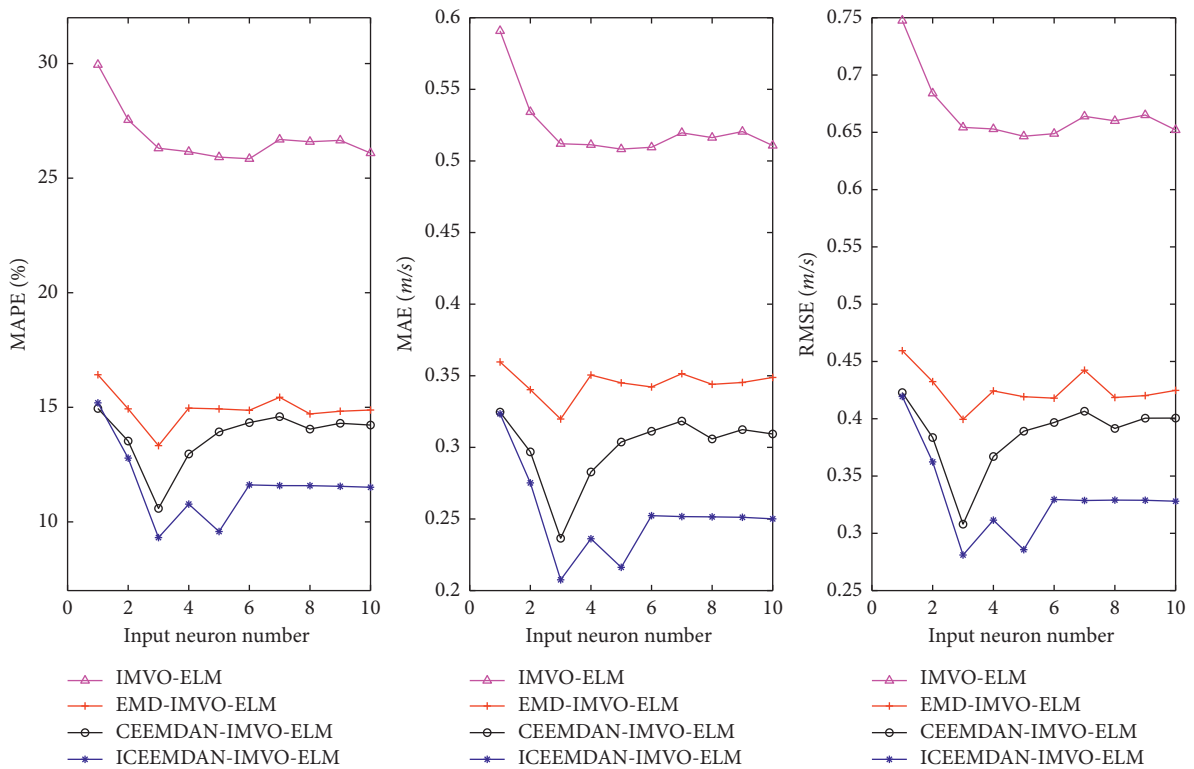 MAPE (%)
30
25
20
15
10
0
2
4
6
8
10
Input neuron number
IMVO-ELM
EMD-IMVO-ELM
CEEMDAN-IMVO-ELM
ICEEMDAN-IMVO-ELM
MAE (m/s)
0.6
0.55
0.5
0.45
0.4
0.35
0.3
0.25
0.2
0
2
4
6
8
10
Input neuron number
IMVO-ELM
EMD-IMVO-ELM
CEEMDAN-IMVO-ELM
ICEEMDAN-IMVO-ELM
RMSE (m/s)
0.75
0.7
0.65
0.6
0.55
0.5
0.45
0.4
0.35
0.3
0.25
0
2
4
6
8
10
Input neuron number
IMVO-ELM
EMD-IMVO-ELM
CEEMDAN-IMVO-ELM
ICEEMDAN-IMVO-ELM